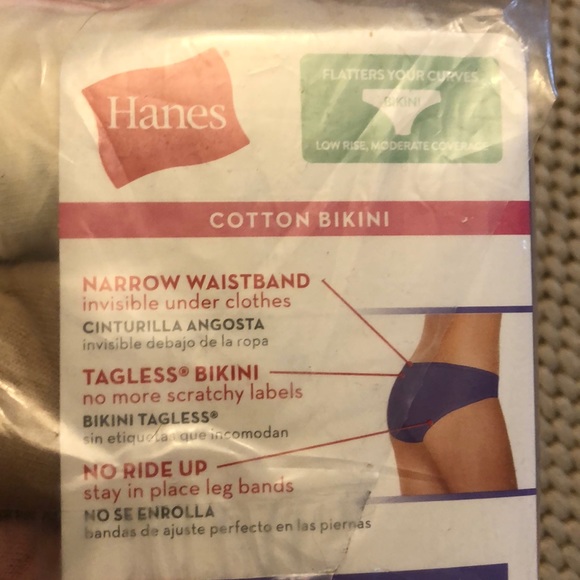 Hanes
FLATTERS YOUR CURVES
BIKINI
LOW RISE, MODERATE COVERAGE
COTTON BIKINI
NARROW WAISTBAND
invisible under clothes
CINTURILLA ANGOSTA
invisible debajo de la ropa
TAGLESS® BIKINI
no more scratchy labels
BIKINI TAGLESS®
sin etiquetas que incomodan
NO RIDE UP
stay in place leg bands
NO SE ENROLLA
bandas de ajuste perfecto en las piernas